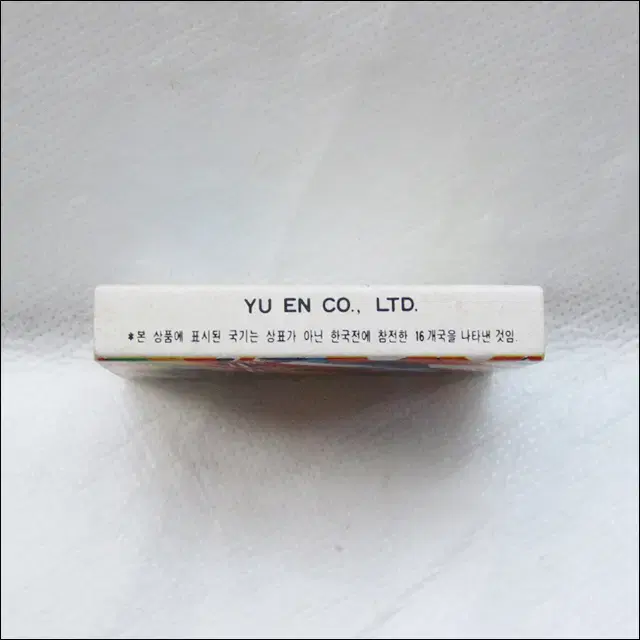 YU EN CO., LTD.
*본 상품에 표시된 국기는 상표가 아닌 한국전에 참전한 16개국을 나타낸 것임.